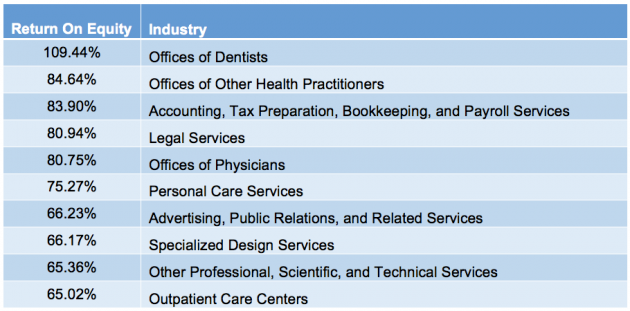 Return On Equity Industry
109.44% Offices of Dentists
84.64% Offices of Other Health Practitioners
83.90% Accounting, Tax Preparation, Bookkeeping, and Payroll Services
80.94% Legal Services
80.75% Offices of Physicians
75.27% Personal Care Services
66.23% Advertising, Public Relations, and Related Services
66.17% Specialized Design Services
65.36% Other Professional, Scientific, and Technical Services
65.02% Outpatient Care Centers